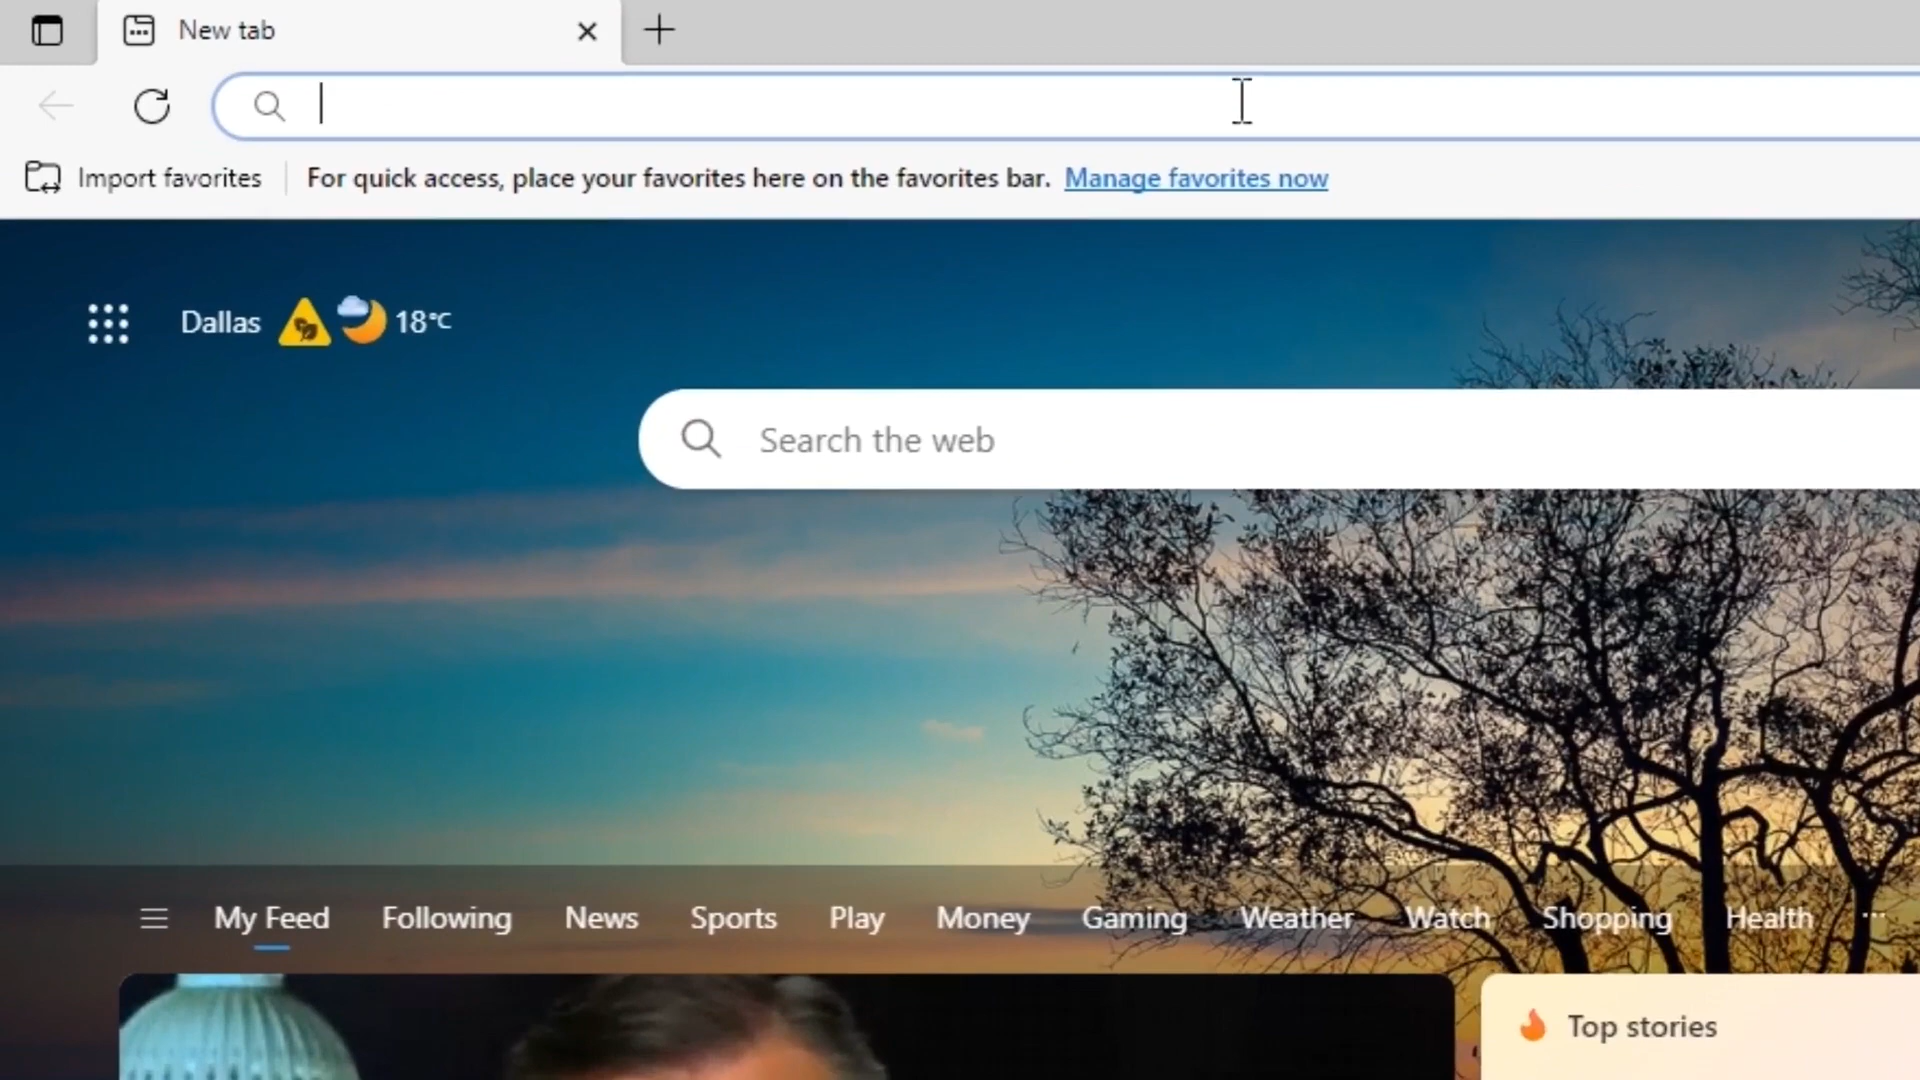 New tab
Import favorites For quick access, place your favorites here on the favorites bar. Manage favorites now
Dallas 18°C
Search the web
My Feed Following News Sports Play Money Gaming Weather Watch Shopping Health ...
Top stories